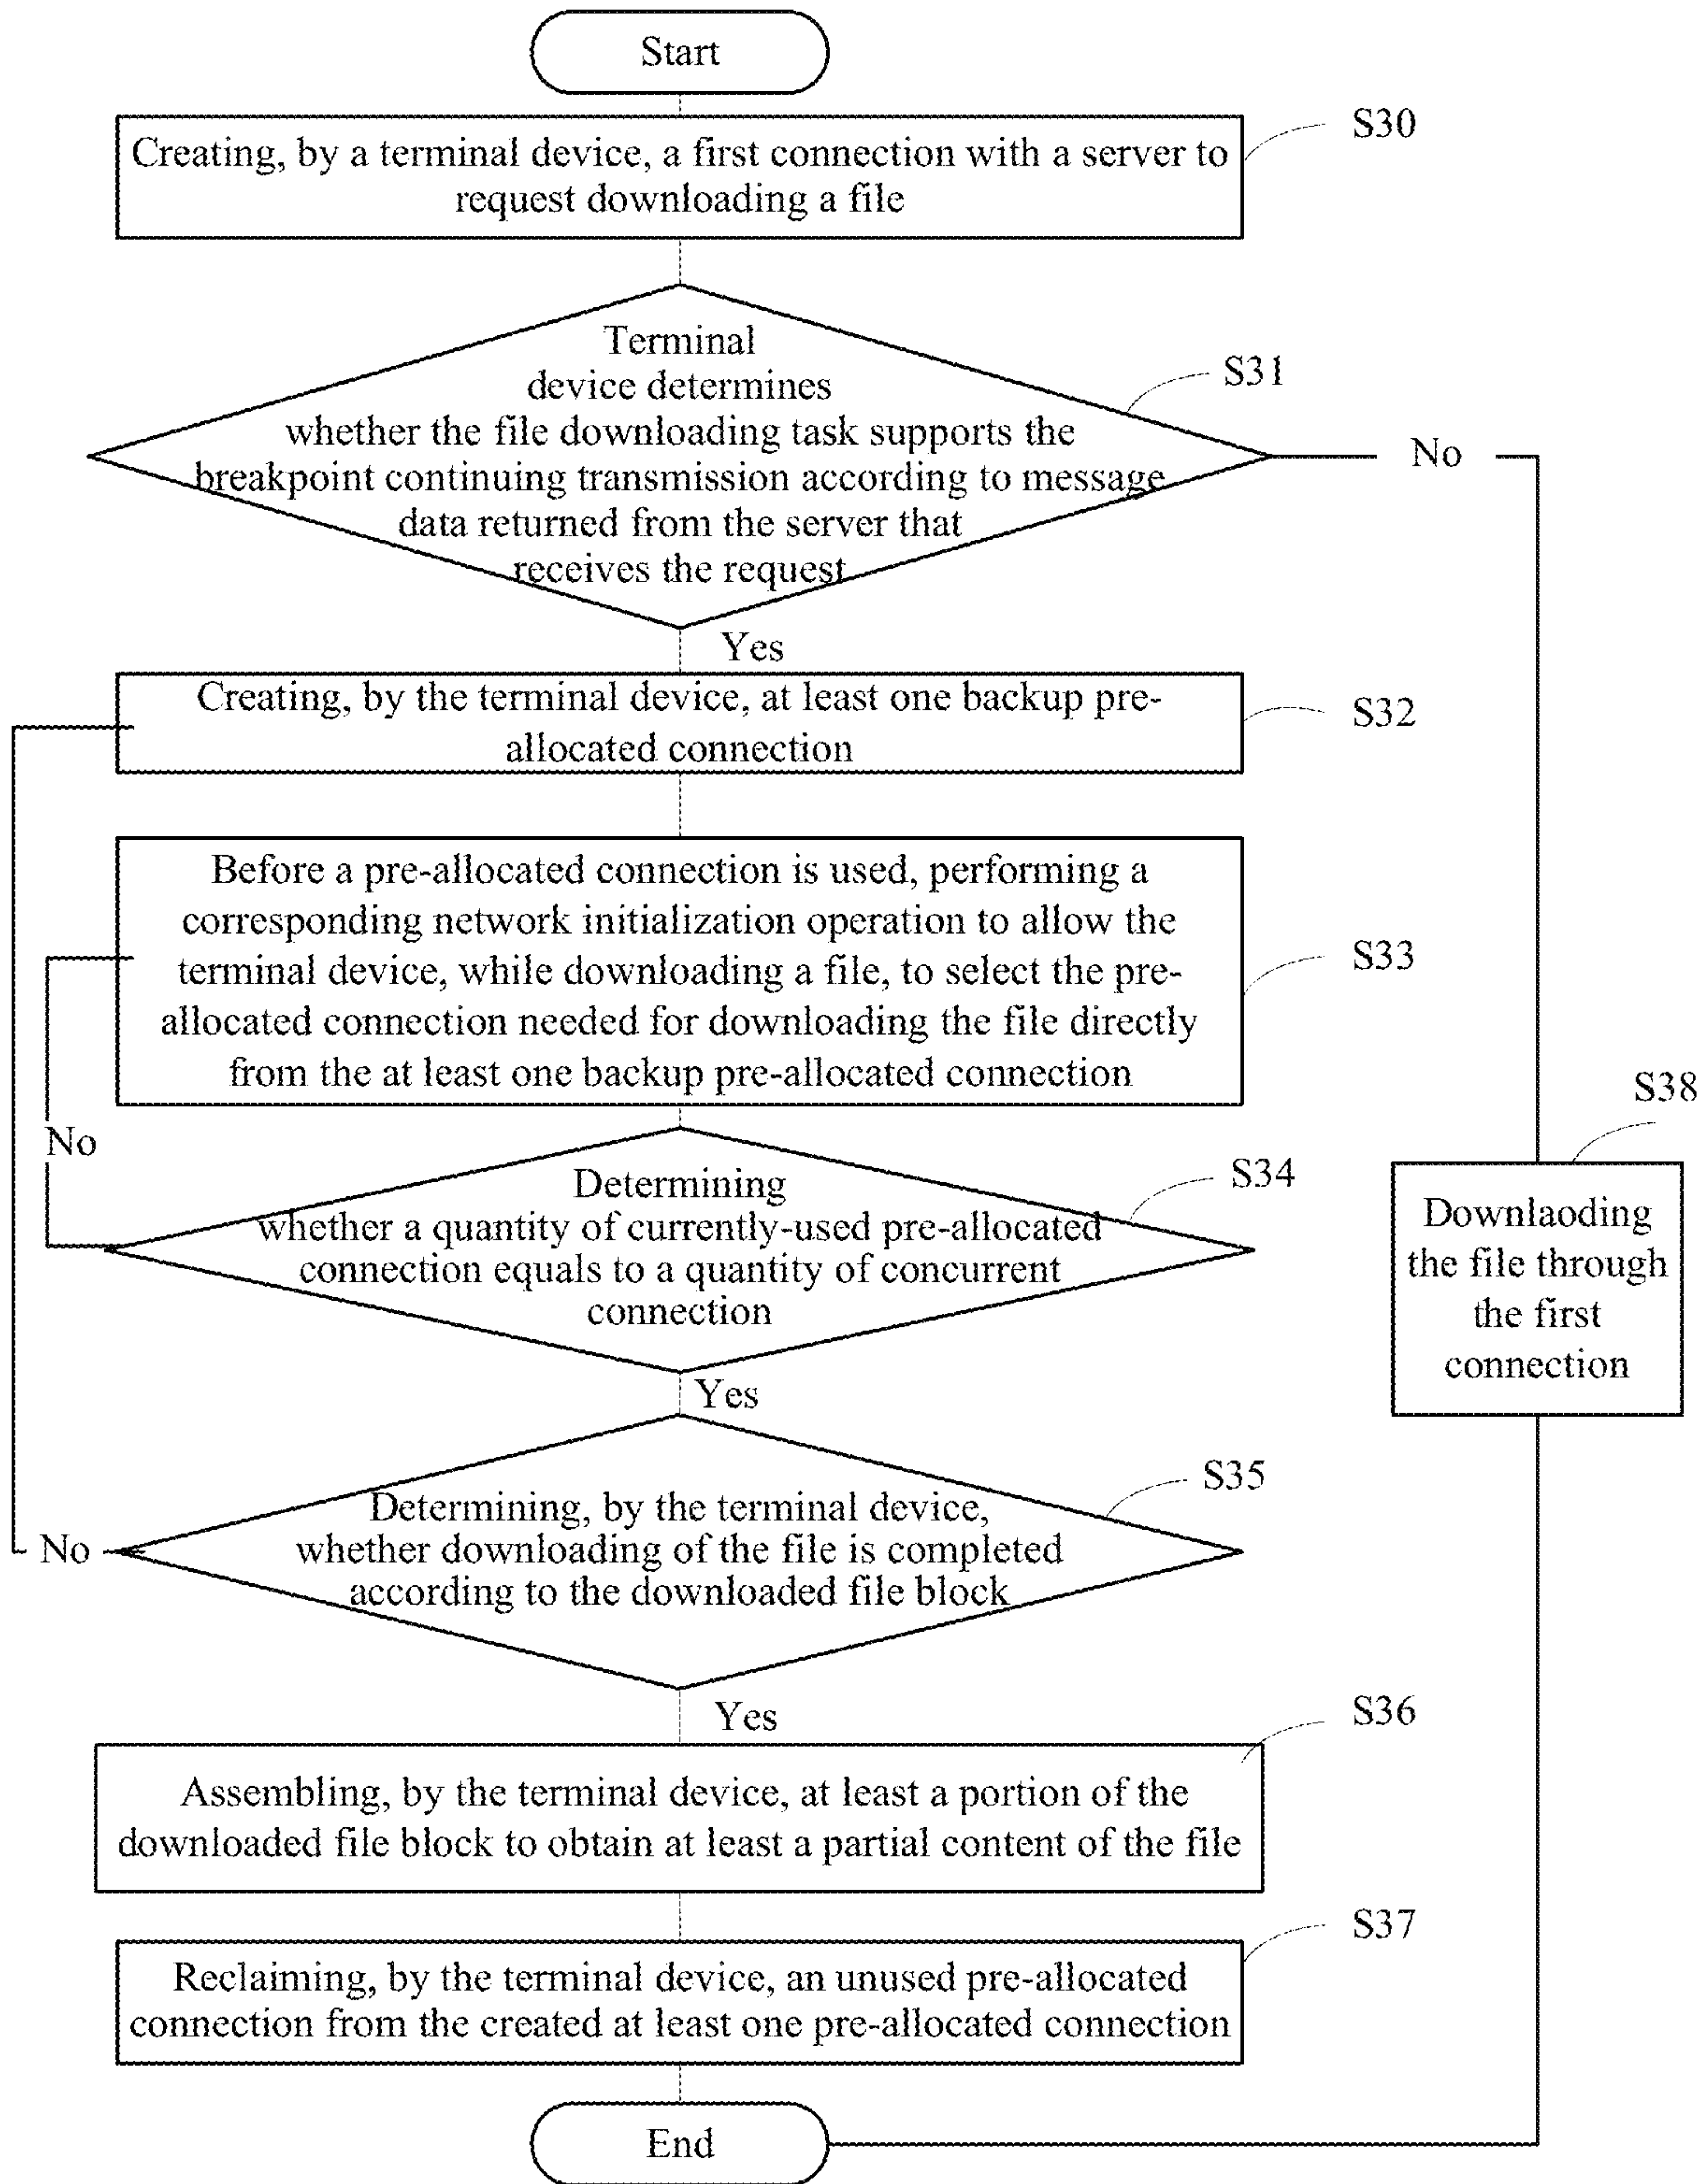 Start
S30
Creating, by a terminal device, a first connection with a server to
request downloading a file
Terminal
device determines
S31
whether the file downloading task supports the
No
breakpoint continuing transmission according to message
data returned from the server that
receives the request
Yes
Creating, by the terminal device, at least one backup pre-
S32
allocated connection
Before a pre-allocated connection is used, performing a
corresponding network initialization operation to allow the
terminal device, while downloading a file, to select the pre-
S33
allocated connection needed for downloading the file directly
from the at least one backup pre-allocated connection
S38
No
Determining
S34
whether a quantity of currently-used pre-allocated
connection equals to a quantity of concurrent
connection
Downlaoding
the file through
the first
connection
Yes
S35
Determining, by the terminal device,
whether downloading of the file is completed
No
according to the downloaded file block
Yes
S36
Assembling, by the terminal device, at least a portion of the
downloaded file block to obtain at least a partial content of the file
S37
Reclaiming, by the terminal device, an unused pre-allocated
connection from the created at least one pre-allocated connection
End